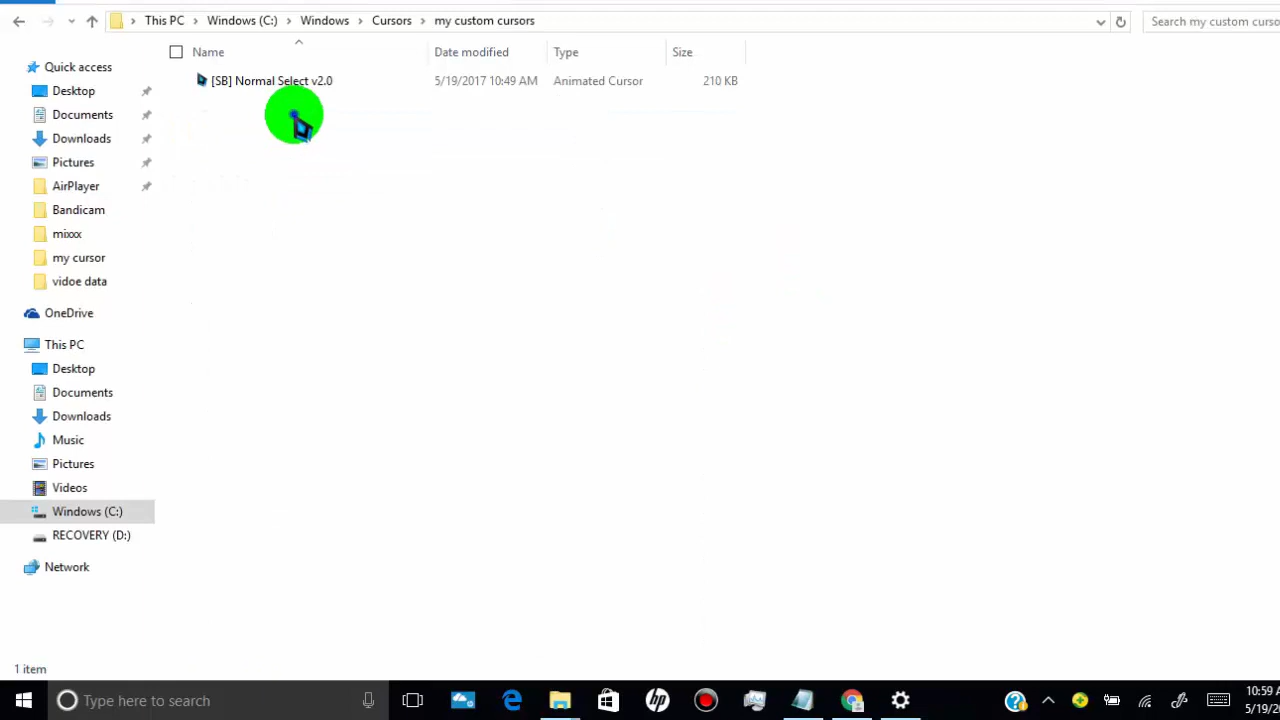 This PC > Windows (C:) > Windows > Cursors > my custom cursors
Search my custom cursors
Name Date modified Type Size
[SB] Normal Select v2.0 5/19/2017 10:49 AM Animated Cursor 210 KB
Quick access
Desktop
Documents
Downloads
Pictures
AirPlayer
Bandicam
mixxx
my cursor
vidoe data
OneDrive
This PC
Desktop
Documents
Downloads
Music
Pictures
Videos
Windows (C:)
RECOVERY (D:)
Network
1 item
Type here to search
hp
10:59 A
5/19/2